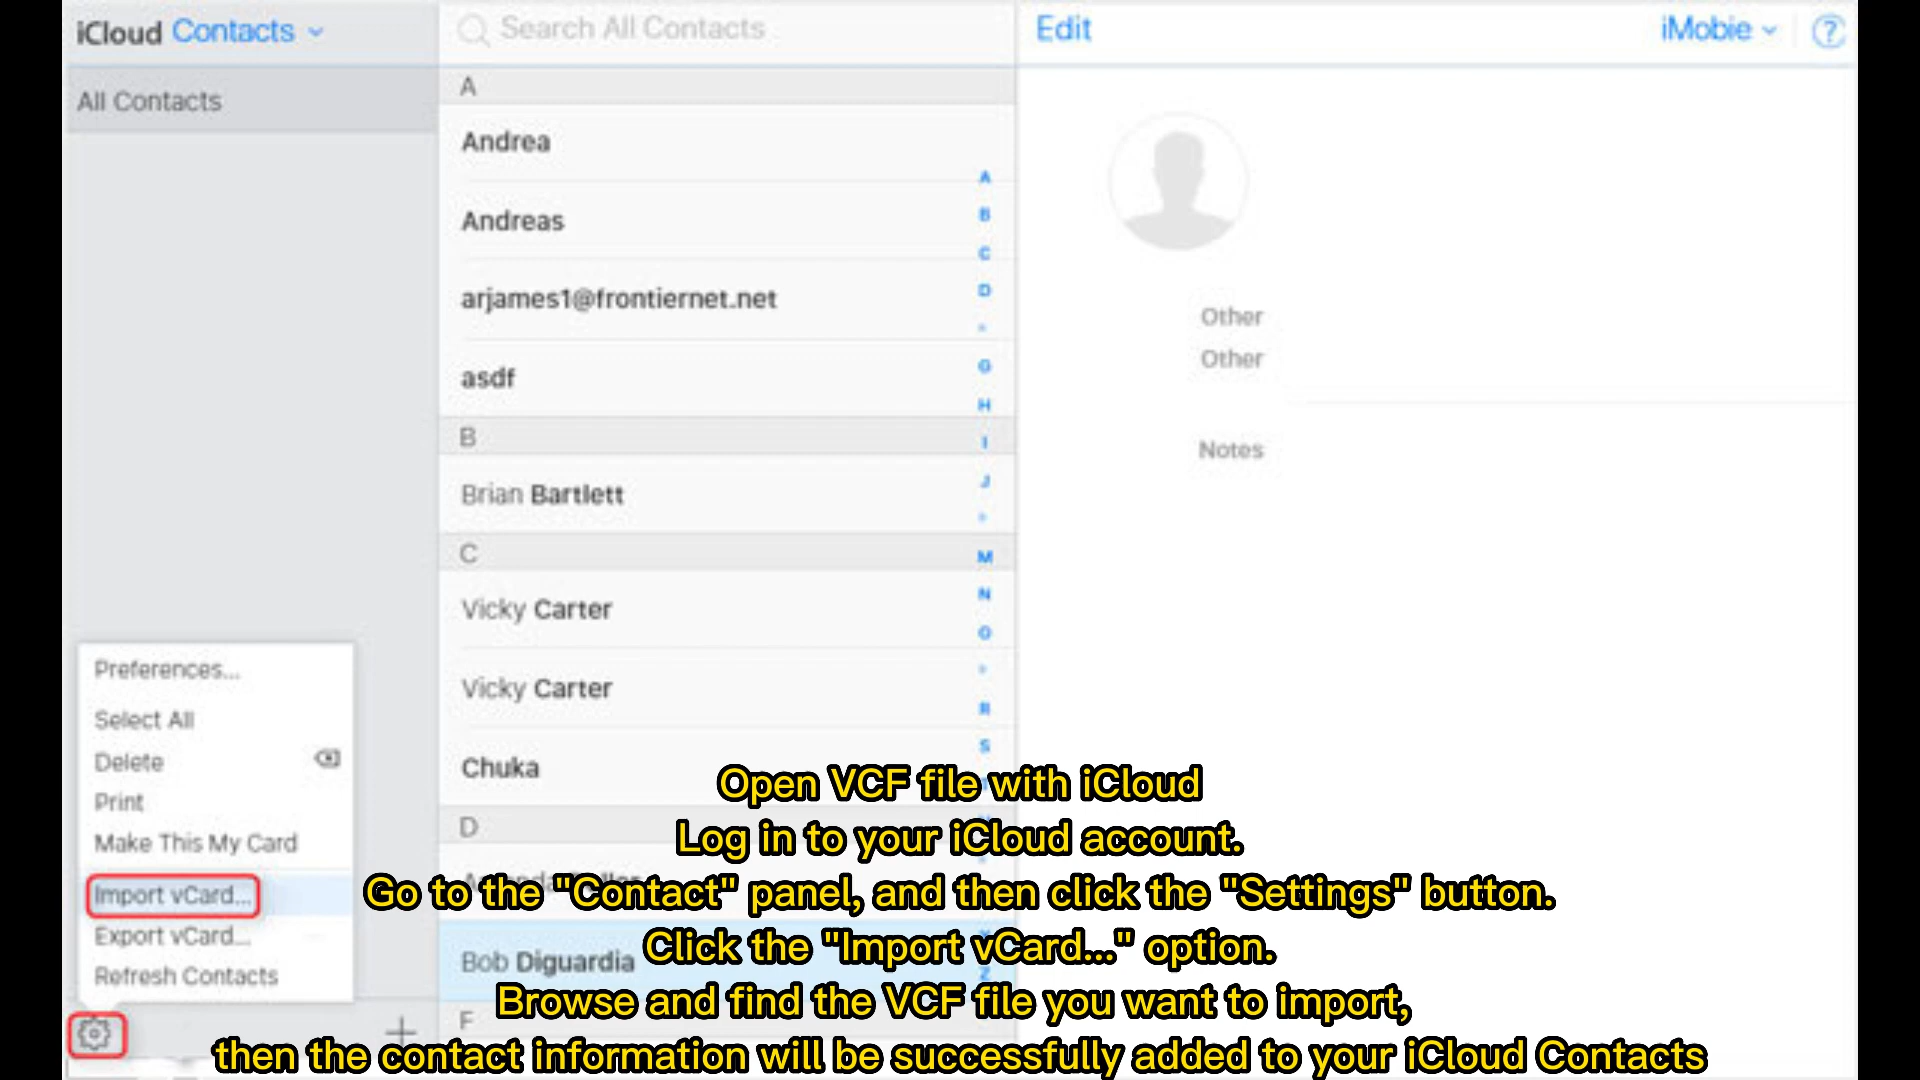 iCloud Contacts
All Contacts
Preferences...
Select All
Delete
Print
Make This My Card
Import vCard...
Export vCard...
Refresh Contacts
Search All Contacts
A
Andrea
Andreas
arjames1@frontiernet.net
asdf
B
Brian Bartlett
C
Vicky Carter
Vicky Carter
Chuka
D
Bob Diguardia
F
A
B
C
D
G
H
I
J
M
N
O
R
S
Z
Edit
iMobie
?
Other
Other
Notes
Open VCF file with iCloud
Log in to your iCloud account.
Go to the "Contact" panel, and then click the "Settings" button.
Click the "Import vCard..." option.
Browse and find the VCF file you want to import,
then the contact information will be successfully added to your iCloud Contacts